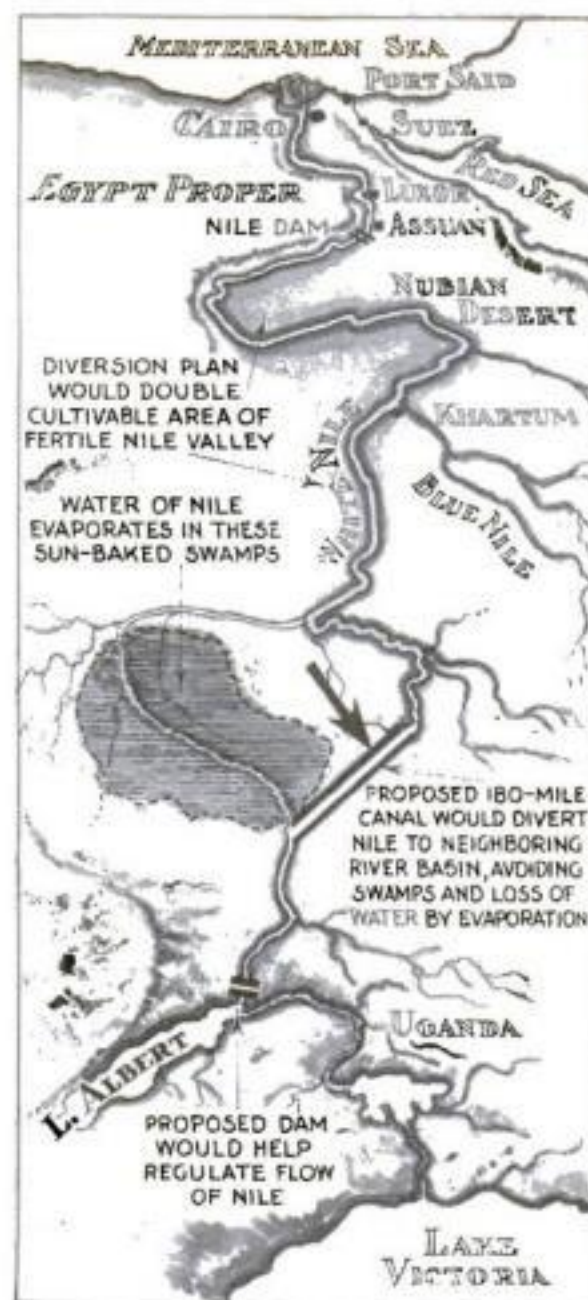 MEDITERRANEAN SEA
PORT SAID
CAIRO
SUEZ
RED SEA
EGYPT PROPER
LUXOR
NILE DAM
ASSUAN
NUBIAN
DESERT
DIVERSION PLAN
WOULD DOUBLE
CULTIVABLE AREA OF
FERTILE NILE VALLEY
KHARTUM
WHITE NILE
BLUE NILE
WATER OF NILE
EVAPORATES IN THESE
SUN-BAKED SWAMPS
PROPOSED 180-MILE
CANAL WOULD DIVERT
NILE TO NEIGHBORING
RIVER BASIN, AVOIDING
SWAMPS AND LOSS OF
WATER BY EVAPORATION
UGANDA
L. ALBERT
PROPOSED DAM
WOULD HELP
REGULATE FLOW
OF NILE
LAKE
VICTORIA